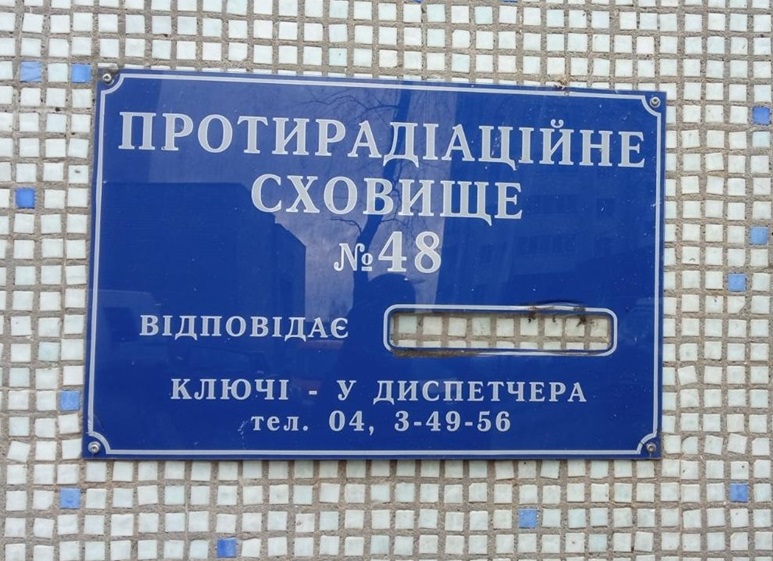 ПРОТИРАДІАЦІЙНЕ
СХОВИЩЕ
№48
ВІДПОВІДАЄ
КЛЮЧІ - У ДИСПЕТЧЕРА
тел. 04, 3-49-56